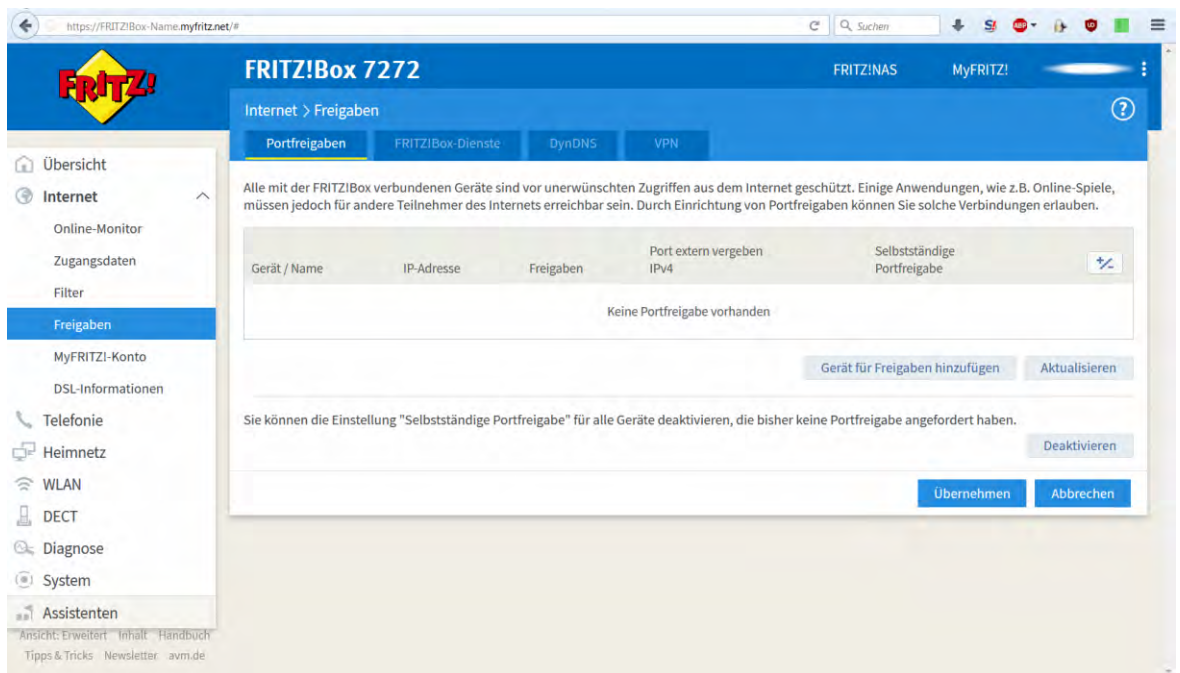 https://FRITZ!Box-Name.myfritz.net/#
Suchen
ABP
FRITZ!
FRITZ!Box 7272
FRITZ!NAS
MyFRITZ!
Internet > Freigaben
Portfreigaben
FRITZ!Box-Dienste
DynDNS
VPN
Übersicht
Internet
Online-Monitor
Zugangsdaten
Filter
Freigaben
MyFRITZ!-Konto
DSL-Informationen
Telefonie
Heimnetz
WLAN
DECT
Diagnose
System
Assistenten
Ansicht: Erweitert Inhalt Handbuch
Tipps & Tricks Newsletter avm.de
Alle mit der FRITZ!Box verbundenen Geräte sind vor unerwünschten Zugriffen aus dem Internet geschützt. Einige Anwendungen, wie z.B. Online-Spiele,
müssen jedoch für andere Teilnehmer des Internets erreichbar sein. Durch Einrichtung von Portfreigaben können Sie solche Verbindungen erlauben.
Gerät / Name
IP-Adresse
Freigaben
Port extern vergeben
IPv4
Selbstständige
Portfreigabe
Keine Portfreigabe vorhanden
Gerät für Freigaben hinzufügen
Aktualisieren
Sie können die Einstellung "Selbstständige Portfreigabe" für alle Geräte deaktivieren, die bisher keine Portfreigabe angefordert haben.
Deaktivieren
Übernehmen
Abbrechen